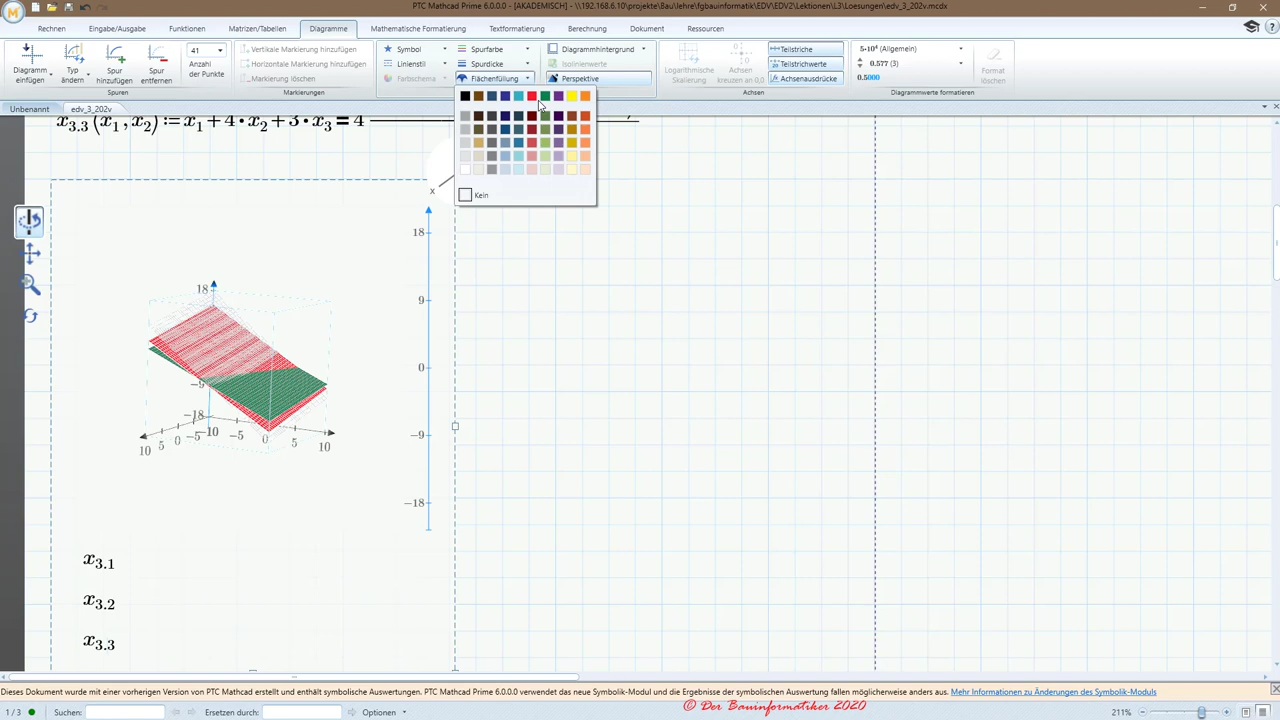 PTC Mathcad Prime 6.0.0.0 - [AKADEMISCH] - \\192.168.6.10\projekte\Bau\lehre\fgbauinformatik\EDV\EDV2\Lektionen\L3\Loesungen\edv_3_202v.mcdx
Rechnen Eingabe/Ausgabe Funktionen Matrizen/Tabellen Diagramme Mathematische Formatierung Textformatierung Berechnung Dokument Ressourcen
Diagramm einfügen Typ ändern Spur hinzufügen Spur entfernen 41 Anzahl der Punkte
Spuren
Vertikale Markierung hinzufügen
Horizontale Markierung hinzufügen
Markierung löschen
Markierungen
Symbol Spurfarbe Diagrammhintergrund
Linienstil Spurdicke Isolinienwerte
Farbschema Flächenfüllung Perspektive
Logarithmische Skalierung Achsen kreuzen an 0,0
Teilstriche
Teilstrichwerte
Achsenausdrücke
Achsen
5•10⁴ (Allgemein)
0.577 (3)
0.5000
Format löschen
Diagrammwerte formatieren
Unbenannt edv_3_202v
x3.3 (x1, x2) := x1 + 4 • x2 + 3 • x3 = 4
Kein
x
18
9
0
−9
−18
18
−9
−18
10 5 0 −5 −10 −5 0 5 10
x3.1
x3.2
x3.3
Dieses Dokument wurde mit einer vorherigen Version von PTC Mathcad erstellt und enthält symbolische Auswertungen. PTC Mathcad Prime 6.0.0.0 verwendet das neue Symbolik-Modul und die Ergebnisse der symbolischen Auswertung fallen möglicherweise anders aus. Mehr Informationen zu Änderungen des Symbolik-Moduls
1 / 3 Suchen: Ersetzen durch: Optionen 211%
© Der Bauinformatiker 2020